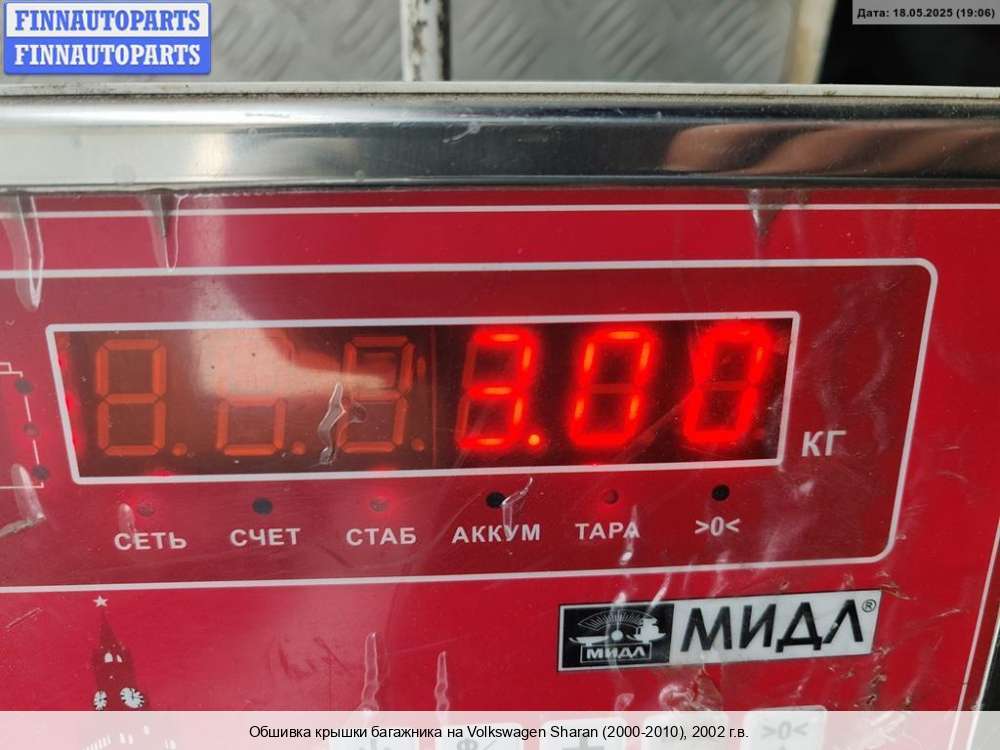 FINNAUTOPARTS
FINNAUTOPARTS
Дата: 18.05.2025 (19:06)
3.00
КГ
СЕТЬ СЧЕТ СТАБ АККУМ ТАРА >0<
МИДЛ МИДЛ®
>0<
Обшивка крышки багажника на Volkswagen Sharan (2000-2010), 2002 г.в.